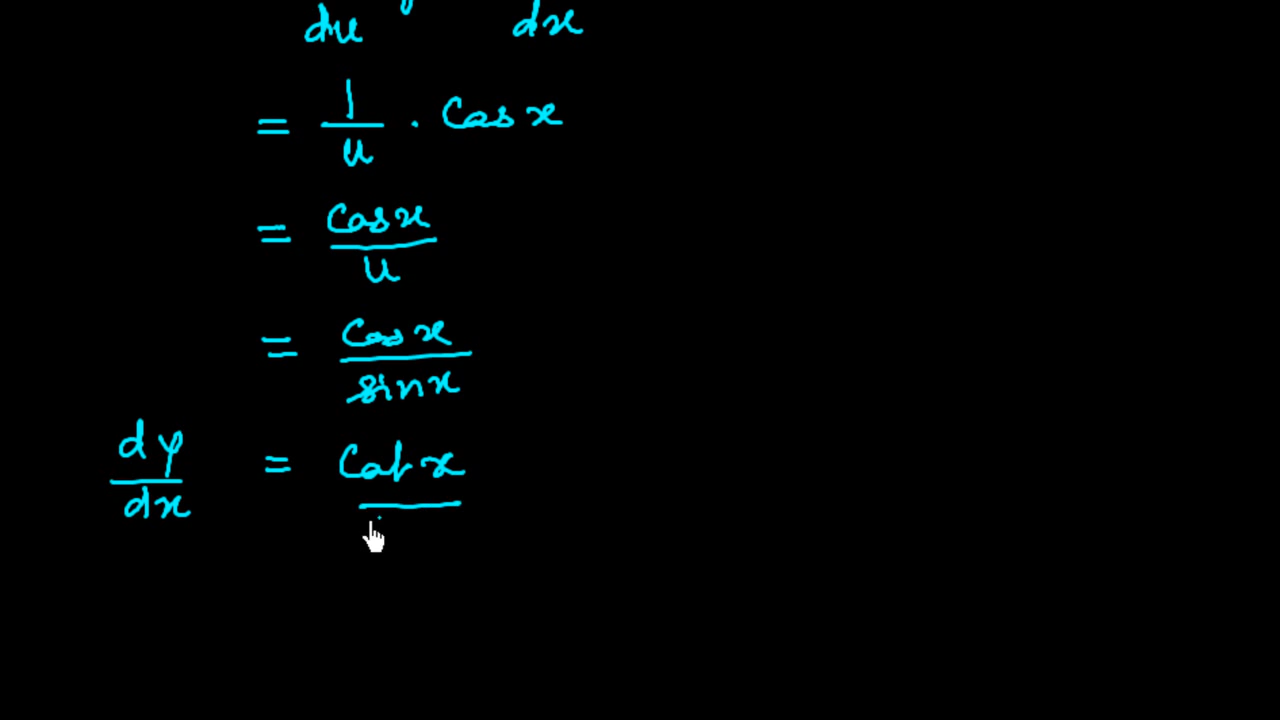 du dx
= 1/u . Cos x
= Cos x/u
= Cos x/sin x
dy/dx = Cot x